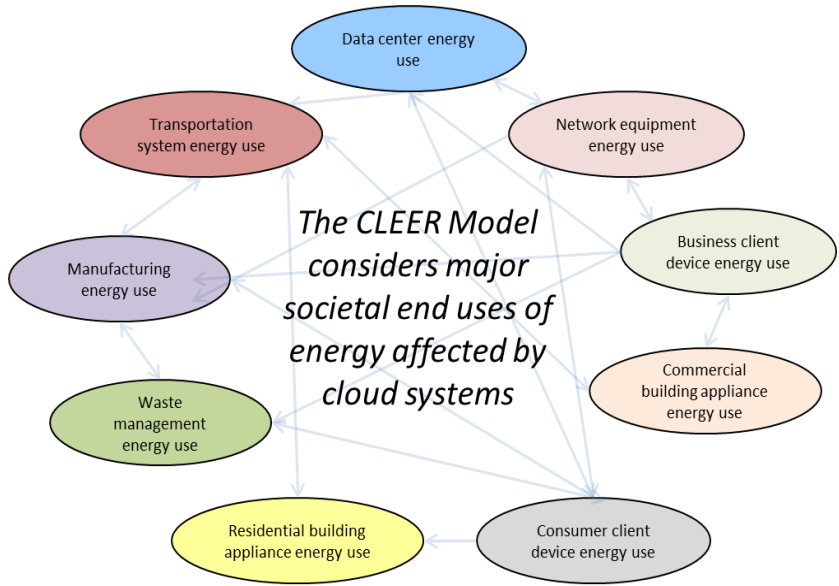 Data center energy
use
Transportation
system energy use
Network equipment
energy use
The CLEER Model
considers major
societal end uses of
energy affected by
cloud systems
Business client
device energy use
Manufacturing
energy use
Commercial
building appliance
energy use
Waste
management
energy use
Residential building
appliance energy use
Consumer client
device energy use